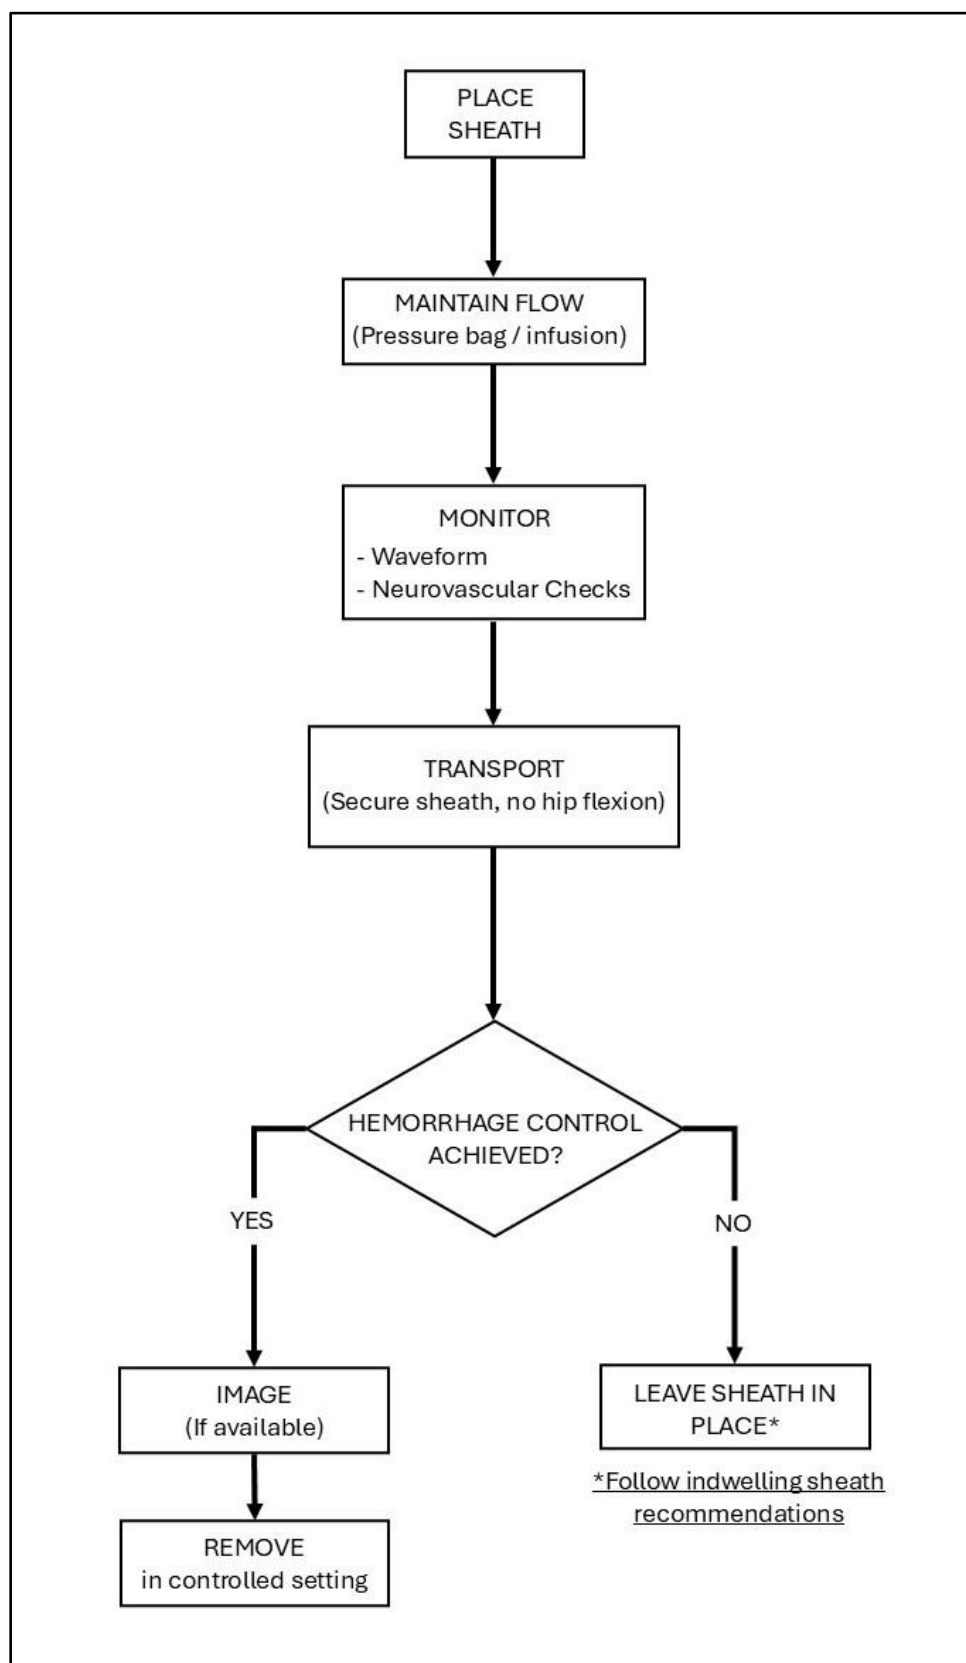 PLACE
SHEATH
MAINTAIN FLOW
(Pressure bag / infusion)
MONITOR
- Waveform
- Neurovascular Checks
TRANSPORT
(Secure sheath, no hip flexion)
HEMORRHAGE CONTROL
ACHIEVED?
YES
NO
IMAGE
(If available)
REMOVE
in controlled setting
LEAVE SHEATH IN
PLACE*
*Follow indwelling sheath
recommendations